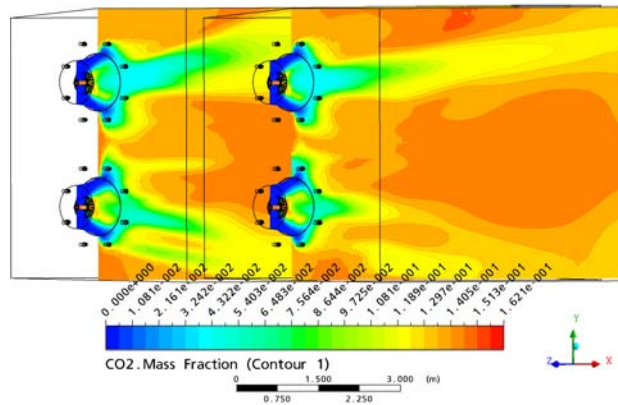 0.000e+000
1.081e-002
2.161e-002
3.242e-002
4.322e-002
5.403e-002
6.483e-002
7.564e-002
8.644e-002
9.725e-002
1.081e-001
1.189e-001
1.297e-001
1.405e-001
1.513e-001
1.621e-001
CO2.Mass Fraction (Contour 1)
0 1.500 3.000 (m)
0.750 2.250
Y
Z X